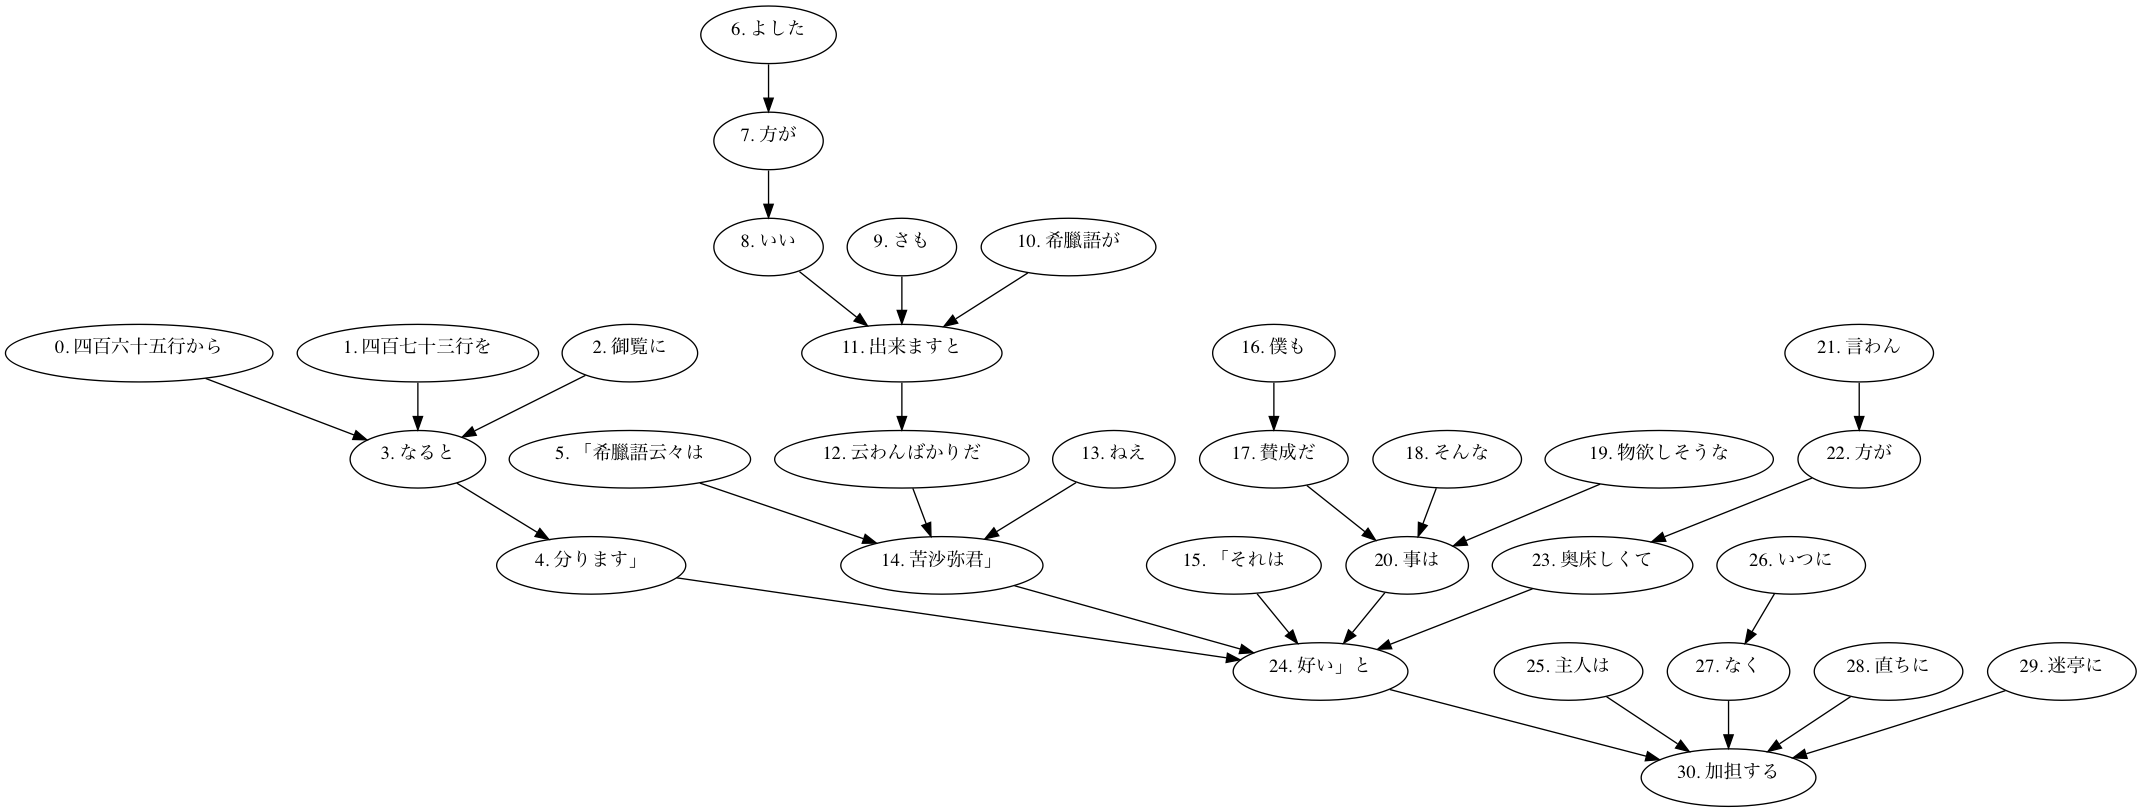 6. よした
7. 方が
8. いい
9. さも
10. 希臘語が
0. 四百六十五行から
1. 四百七十三行を
2. 御覧に
11. 出来ますと
16. 僕も
21. 言わん
3. なると
5. 「希臘語云々は
12. 云わんばかりだ
13. ねえ
17. 賛成だ
18. そんな
19. 物欲しそうな
22. 方が
4. 分ります」
14. 苦沙弥君」
15. 「それは
20. 事は
23. 奥床しくて
26. いつに
24. 好い」と
25. 主人は
27. なく
28. 直ちに
29. 迷亭に
30. 加担する